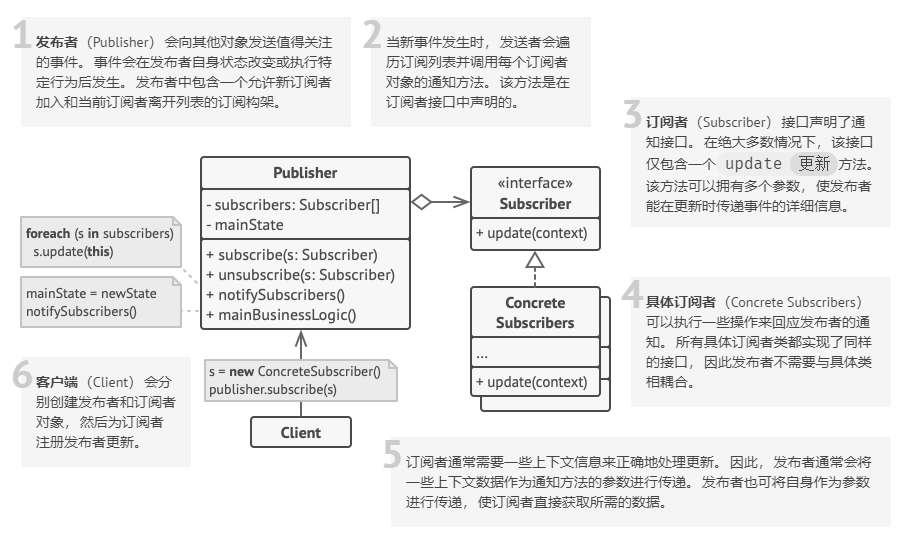 1
发布者 （Publisher） 会向其他对象发送值得关注
的事件。 事件会在发布者自身状态改变或执行特
定行为后发生。 发布者中包含一个允许新订阅者
加入和当前订阅者离开列表的订阅构架。
2
当新事件发生时， 发送者会遍
历订阅列表并调用每个订阅者
对象的通知方法。 该方法是在
订阅者接口中声明的。
3
订阅者 （Subscriber） 接口声明了通
知接口。 在绝大多数情况下， 该接口
仅包含一个 update 更新 方法。
该方法可以拥有多个参数， 使发布者
能在更新时传递事件的详细信息。
Publisher
- subscribers: Subscriber[]
- mainState
+ subscribe(s: Subscriber)
+ unsubscribe(s: Subscriber)
+ notifySubscribers()
+ mainBusinessLogic()
«interface»
Subscriber
+ update(context)
foreach (s in subscribers)
s.update(this)
mainState = newState
notifySubscribers()
Concrete
Subscribers
...
+ update(context)
4
具体订阅者 （Concrete Subscribers）
可以执行一些操作来回应发布者的通
知。 所有具体订阅者类都实现了同样
的接口， 因此发布者不需要与具体类
相耦合。
s = new ConcreteSubscriber()
publisher.subscribe(s)
Client
6
客户端 （Client） 会分
别创建发布者和订阅者
对象， 然后为订阅者
注册发布者更新。
5
订阅者通常需要一些上下文信息来正确地处理更新。 因此， 发布者通常会将
一些上下文数据作为通知方法的参数进行传递。 发布者也可将自身作为参数
进行传递， 使订阅者直接获取所需的数据。